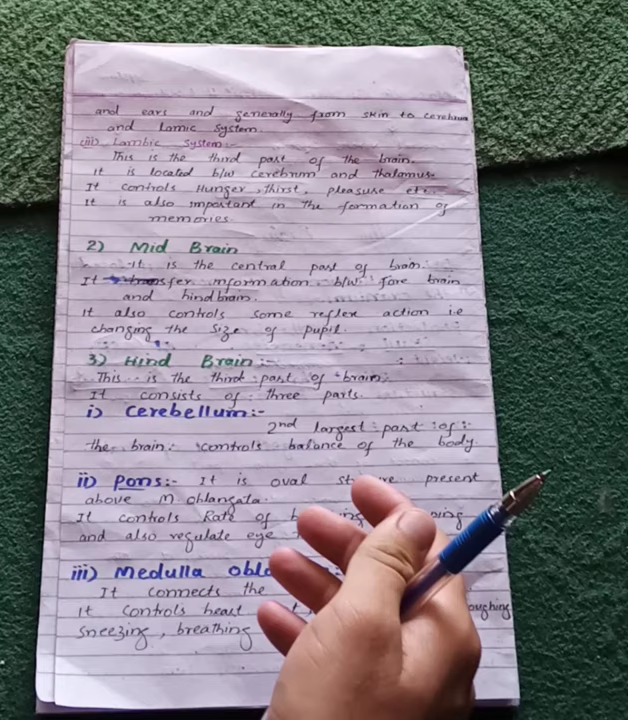 and ears and generally from skin to cerebrum
and Lamic System.
(iii) Lambic System:-
This is the third part of the brain.
it is located b/w cerebrum and thalamus.
It controls Hunger, thirst, pleasure etc.
It is also important in the formation of
memories
2) Mid Brain
It is the central part of brain.
It transfer information b/w fore brain
and hindbrain.
it also controls some reflex action i.e
changing the size of pupil.
3) Hind Brain:-
This is the third part of brain.
It consists of three parts.
i) Cerebellum:-
2nd largest part of
the brain. controls balance of the body
ii) Pons:- It is oval present
above M oblangata.
It controls Rate of
and also regulate eye
iii) Medulla
It connects the
it controls heart oughing
sneezing, breathing